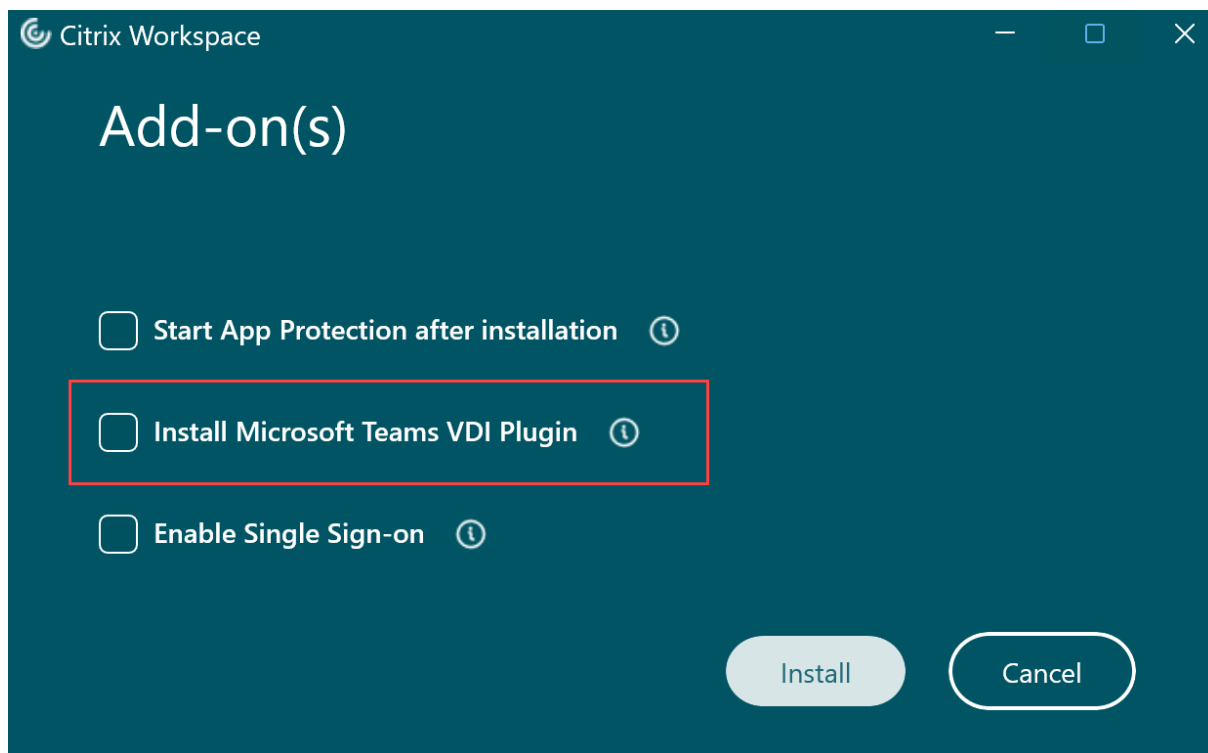 Citrix Workspace
Add-on(s)
Start App Protection after installation
Install Microsoft Teams VDI Plugin
Enable Single Sign-on
Install
Cancel